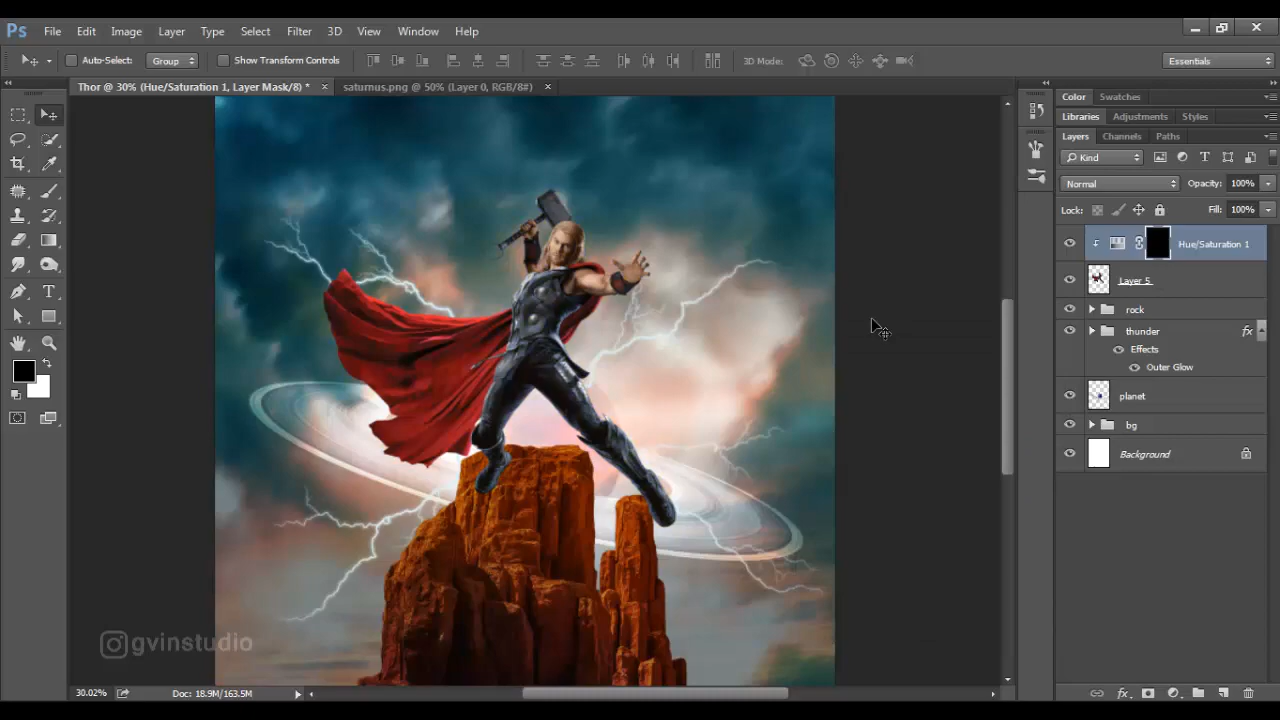 Ps File Edit Image Layer Type Select Filter 3D View Window Help
Auto-Select: Group Show Transform Controls 3D Mode: Essentials
Thor @ 30% (Hue/Saturation 1, Layer Mask/8) * × saturnus.png @ 50% (Layer 0, RGB/8#) ×
Color Swatches
Libraries Adjustments Styles
Layers Channels Paths
Kind
Normal Opacity: 100%
Lock: Fill: 100%
Hue/Saturation 1
Layer 5
rock
thunder fx
Effects
Outer Glow
planet
bg
Background
gvinstudio
30.02% Doc: 18.9M/163.5M